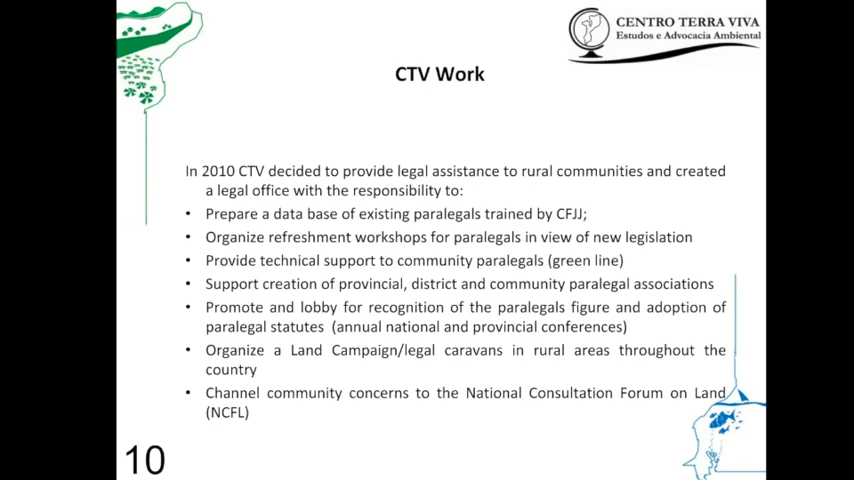 CENTRO TERRA VIVA
Estudos e Advocacia Ambiental
CTV Work
In 2010 CTV decided to provide legal assistance to rural communities and created
a legal office with the responsibility to:
• Prepare a data base of existing paralegals trained by CFJJ;
• Organize refreshment workshops for paralegals in view of new legislation
• Provide technical support to community paralegals (green line)
• Support creation of provincial, district and community paralegal associations
• Promote and lobby for recognition of the paralegals figure and adoption of
paralegal statutes (annual national and provincial conferences)
• Organize a Land Campaign/legal caravans in rural areas throughout the
country
• Channel community concerns to the National Consultation Forum on Land
(NCFL)
10